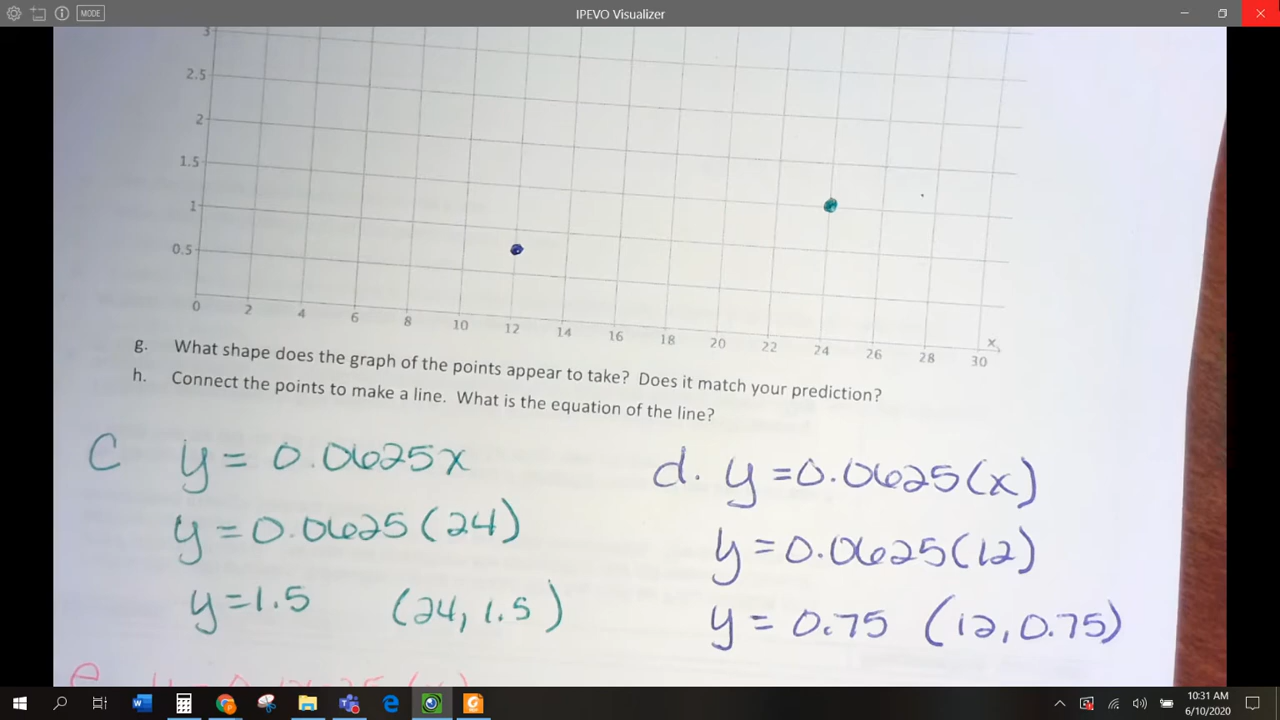 MODE
IPEVO Visualizer
3
2.5
2
1.5
1
0.5
0 2 4 6 8 10 12 14 16 18 20 22 24 26 28 30 x
g. What shape does the graph of the points appear to take? Does it match your prediction?
h. Connect the points to make a line. What is the equation of the line?
C y = 0.0625x
y = 0.0625(24)
y=1.5 (24, 1.5)
d. y=0.0625(x)
y=0.0625(12)
y= 0.75 (12, 0.75)
e
10:31 AM
6/10/2020